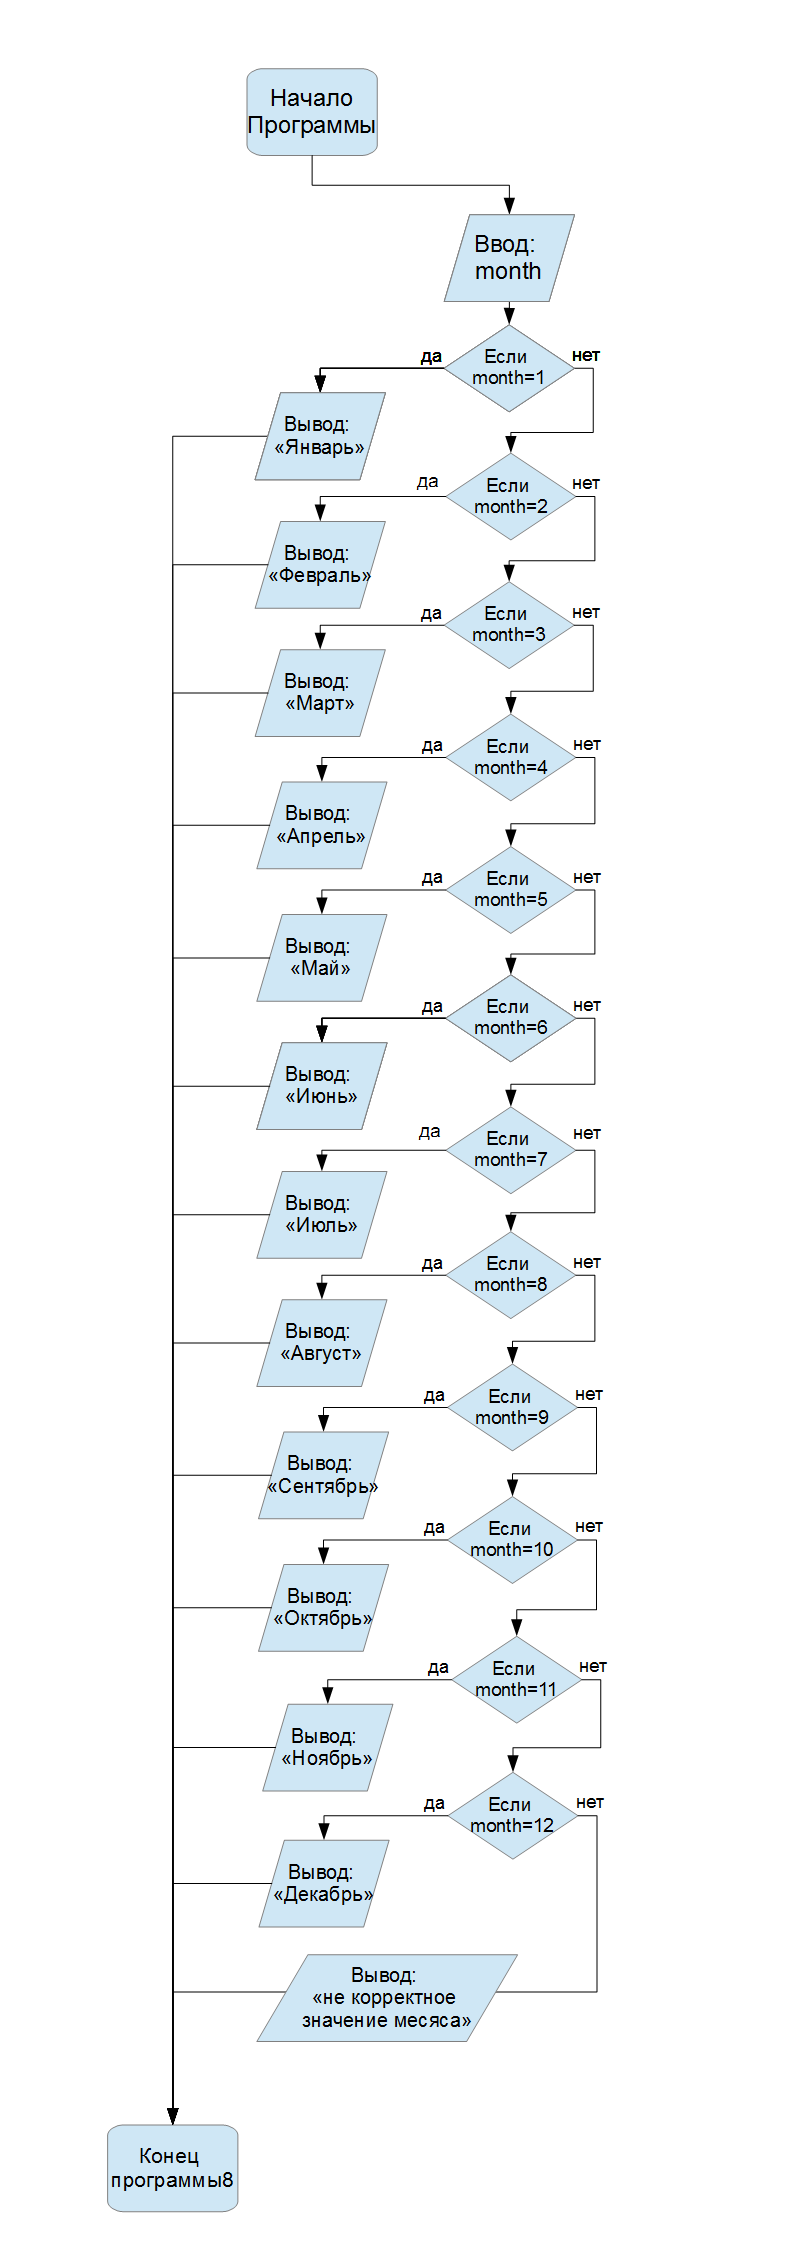 Начало
Программы
Ввод:
month
да
Если
month=1
нет
Вывод:
«Январь»
да
Если
month=2
нет
Вывод:
«Февраль»
да
Если
month=3
нет
Вывод:
«Март»
да
Если
month=4
нет
Вывод:
«Апрель»
да
Если
month=5
нет
Вывод:
«Май»
да
Если
month=6
нет
Вывод:
«Июнь»
да
Если
month=7
нет
Вывод:
«Июль»
да
Если
month=8
нет
Вывод:
«Август»
да
Если
month=9
нет
Вывод:
«Сентябрь»
да
Если
month=10
нет
Вывод:
«Октябрь»
да
Если
month=11
нет
Вывод:
«Ноябрь»
да
Если
month=12
нет
Вывод:
«Декабрь»
Вывод:
«не корректное
значение месяса»
Конец
программы8